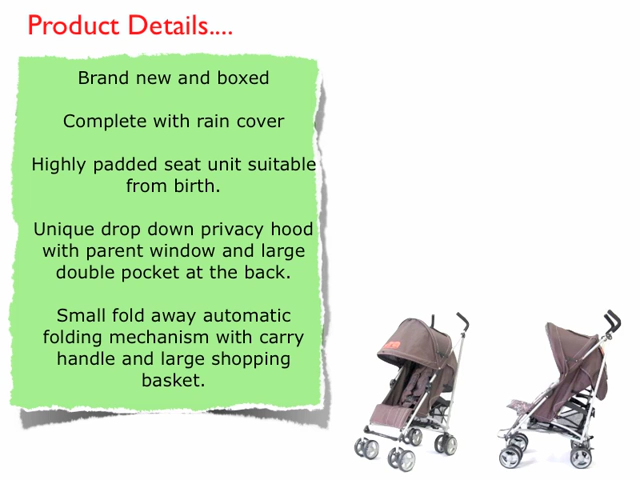 Product Details....
Brand new and boxed
Complete with rain cover
Highly padded seat unit suitable
from birth.
Unique drop down privacy hood
with parent window and large
double pocket at the back.
Small fold away automatic
folding mechanism with carry
handle and large shopping
basket.